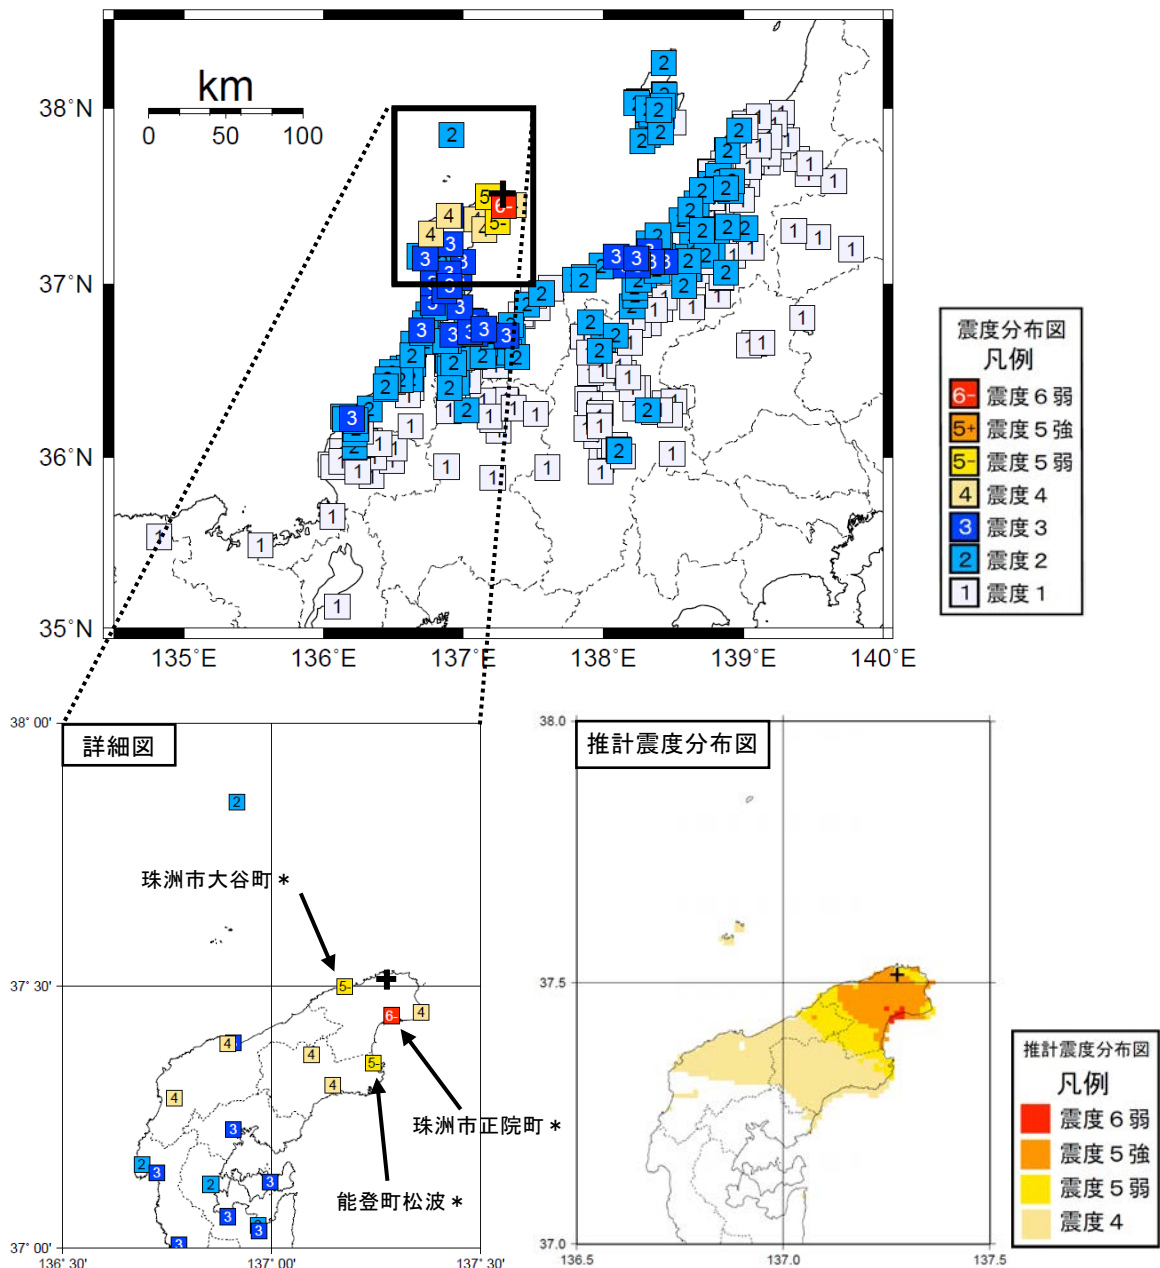 km
0 50 100
38°N
37°N
36°N
35°N
135°E 136°E 137°E 138°E 139°E 140°E
震度分布図
凡例
6- 震度６弱
5+ 震度５強
5- 震度５弱
4 震度４
3 震度３
2 震度２
1 震度１
詳細図
38° 00'
37° 30'
37° 00'
136° 30' 137° 00' 137° 30'
珠洲市大谷町＊
珠洲市正院町＊
能登町松波＊
推計震度分布図
38.0
37.5
37.0
136.5 137.0 137.5
推計震度分布図
凡例
震度６弱
震度５強
震度５弱
震度４